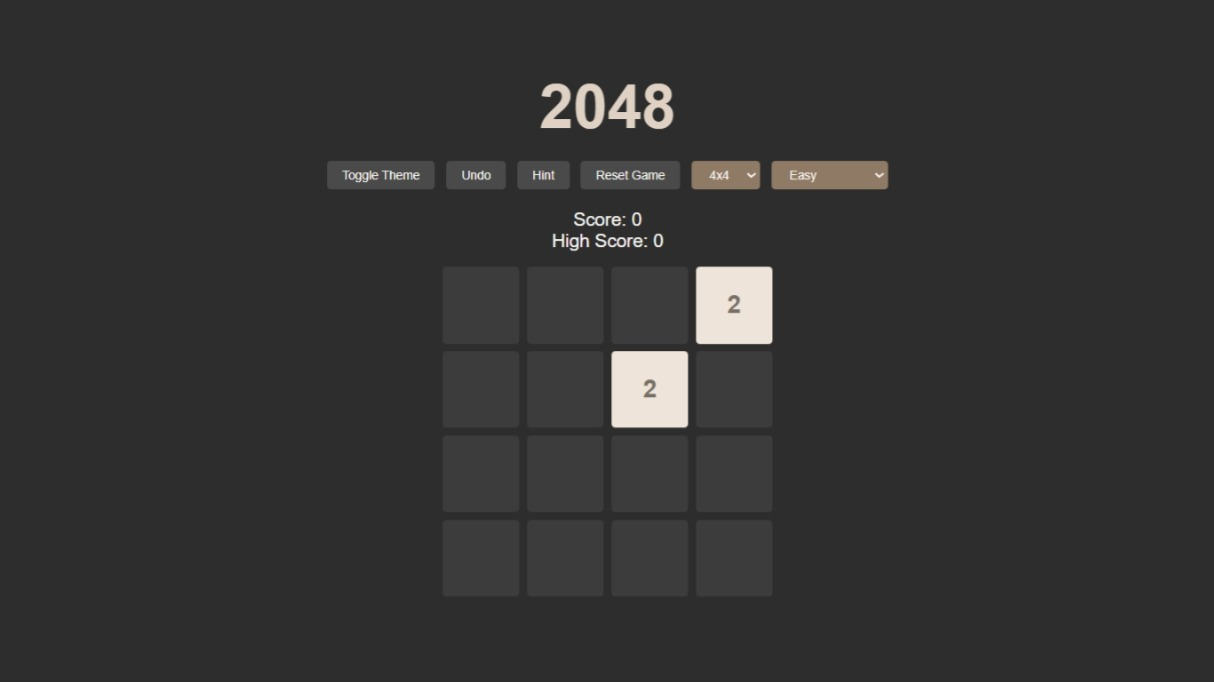 2048
Toggle Theme Undo Hint Reset Game 4x4 Easy
Score: 0
High Score: 0
2
2